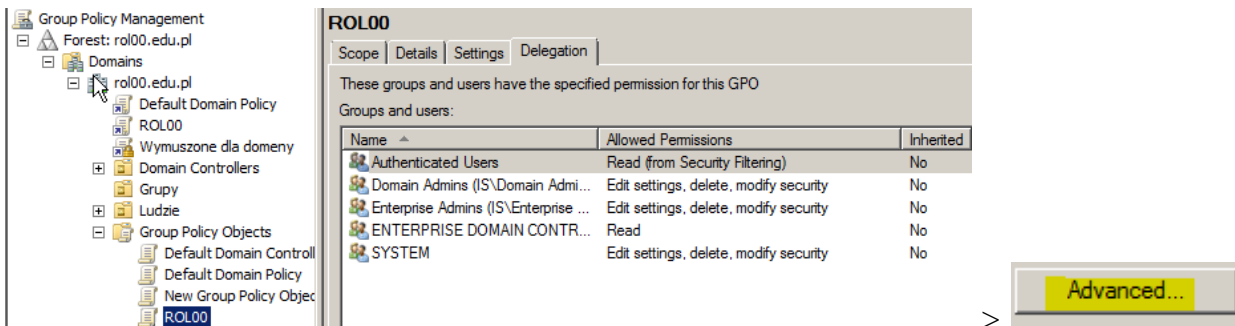 Group Policy Management
Forest: rol00.edu.pl
Domains
rol00.edu.pl
Default Domain Policy
ROL00
Wymuszone dla domeny
Domain Controllers
Grupy
Ludzie
Group Policy Objects
Default Domain Controll
Default Domain Policy
New Group Policy Objec
ROL00
ROL00
Scope Details Settings Delegation
These groups and users have the specified permission for this GPO
Groups and users:
Name Allowed Permissions Inherited
Authenticated Users Read (from Security Filtering) No
Domain Admins (IS\Domain Admi... Edit settings, delete, modify security No
Enterprise Admins (IS\Enterprise ... Edit settings, delete, modify security No
ENTERPRISE DOMAIN CONTR... Read No
SYSTEM Edit settings, delete, modify security No
> Advanced...